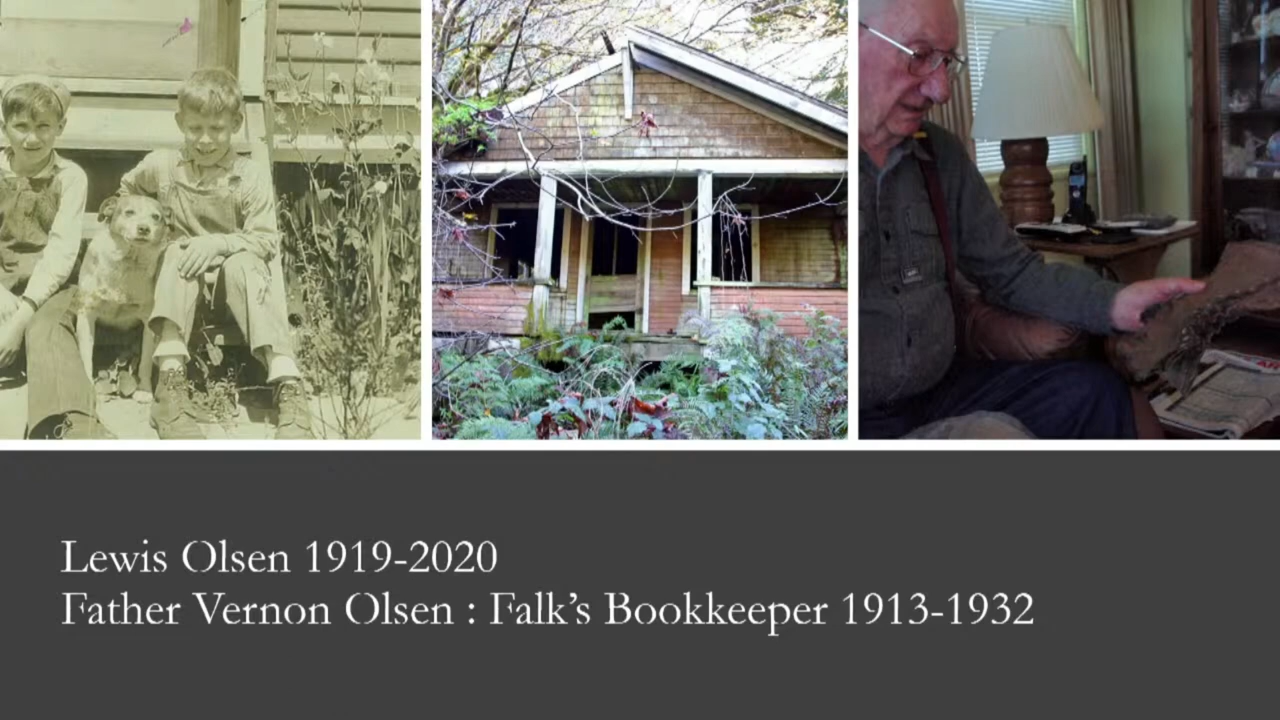 Lewis Olsen 1919-2020
Father Vernon Olsen : Falk’s Bookkeeper 1913-1932